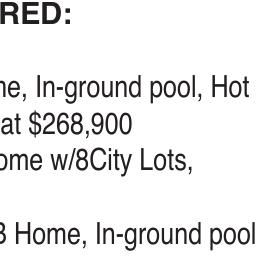 RED:
me, In-ground pool, Hot
at $268,900
ome w/8City Lots,
3 Home, In-ground pool